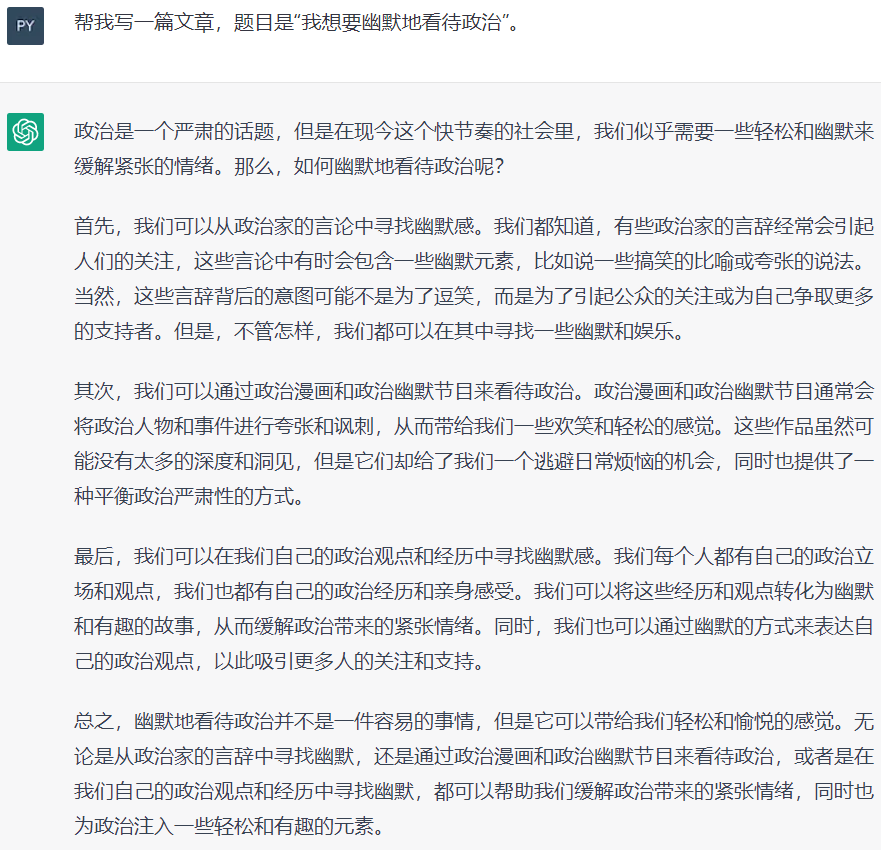 PY
帮我写一篇文章，题目是“我想要幽默地看待政治”。
政治是一个严肃的话题，但是在现今这个快节奏的社会里，我们似乎需要一些轻松和幽默来
缓解紧张的情绪。那么，如何幽默地看待政治呢？
首先，我们可以从政治家的言论中寻找幽默感。我们都知道，有些政治家的言辞经常会引起
人们的关注，这些言论中有时会包含一些幽默元素，比如说一些搞笑的比喻或夸张的说法。
当然，这些言辞背后的意图可能不是为了逗笑，而是为了引起公众的关注或为自己争取更多
的支持者。但是，不管怎样，我们都可以在其中寻找一些幽默和娱乐。
其次，我们可以通过政治漫画和政治幽默节目来看待政治。政治漫画和政治幽默节目通常会
将政治人物和事件进行夸张和讽刺，从而带给我们一些欢笑和轻松的感觉。这些作品虽然可
能没有太多的深度和洞见，但是它们却给了我们一个逃避日常烦恼的机会，同时也提供了一
种平衡政治严肃性的方式。
最后，我们可以在我们自己的政治观点和经历中寻找幽默感。我们每个人都有自己的政治立
场和观点，我们也都有自己的政治经历和亲身感受。我们可以将这些经历和观点转化为幽默
和有趣的故事，从而缓解政治带来的紧张情绪。同时，我们也可以通过幽默的方式来表达自
己的政治观点，以此吸引更多人的关注和支持。
总之，幽默地看待政治并不是一件容易的事情，但是它可以带给我们轻松和愉悦的感觉。无
论是从政治家的言辞中寻找幽默，还是通过政治漫画和政治幽默节目来看待政治，或者是在
我们自己的政治观点和经历中寻找幽默，都可以帮助我们缓解政治带来的紧张情绪，同时也
为政治注入一些轻松和有趣的元素。